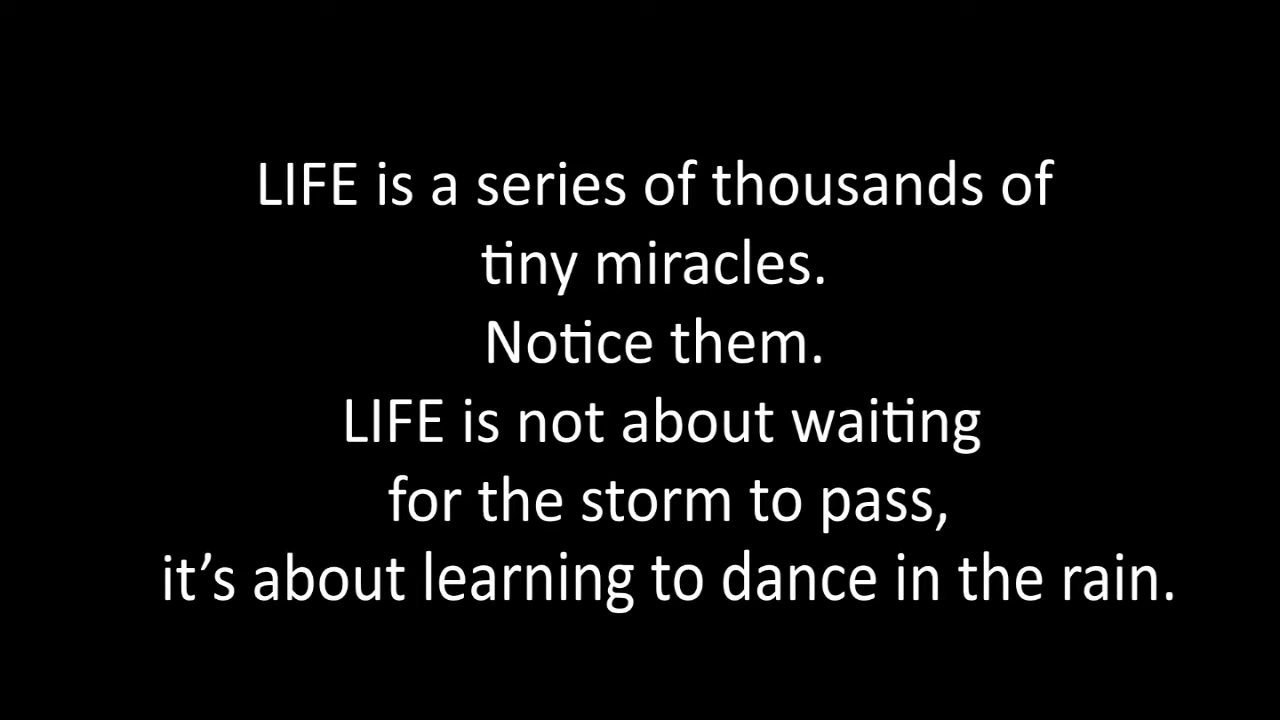 LIFE is a series of thousands of
tiny miracles.
Notice them.
LIFE is not about waiting
for the storm to pass,
it’s about learning to dance in the rain.